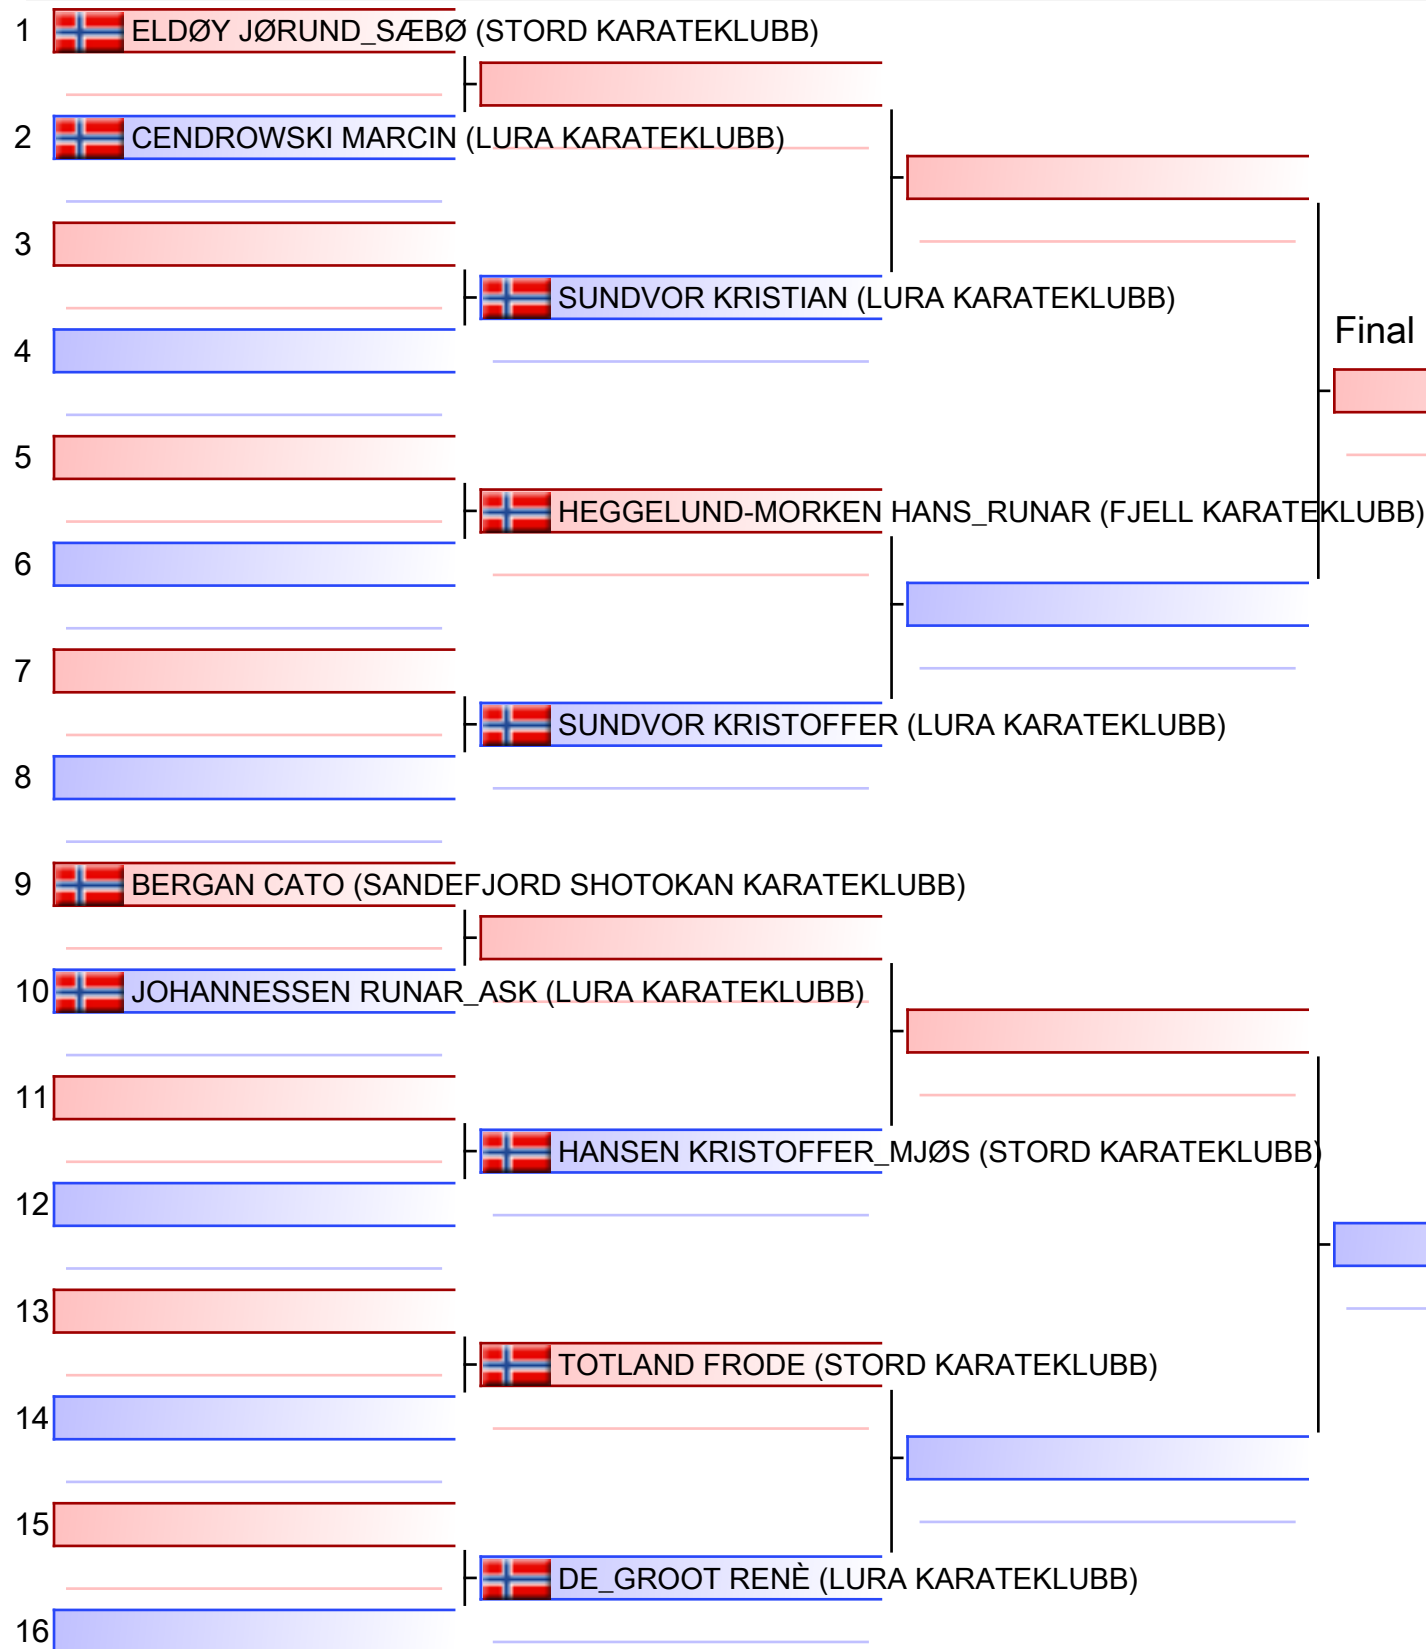 1 ELDØY JØRUND_SÆBØ (STORD KARATEKLUBB)
2 CENDROWSKI MARCIN (LURA KARATEKLUBB)
3
SUNDVOR KRISTIAN (LURA KARATEKLUBB)
4
Final
5
HEGGELUND-MORKEN HANS_RUNAR (FJELL KARATEKLUBB)
6
7
SUNDVOR KRISTOFFER (LURA KARATEKLUBB)
8
9 BERGAN CATO (SANDEFJORD SHOTOKAN KARATEKLUBB)
10 JOHANNESSEN RUNAR_ASK (LURA KARATEKLUBB)
11
HANSEN KRISTOFFER_MJØS (STORD KARATEKLUBB)
12
13
TOTLAND FRODE (STORD KARATEKLUBB)
14
15
DE_GROOT RENÈ (LURA KARATEKLUBB)
16